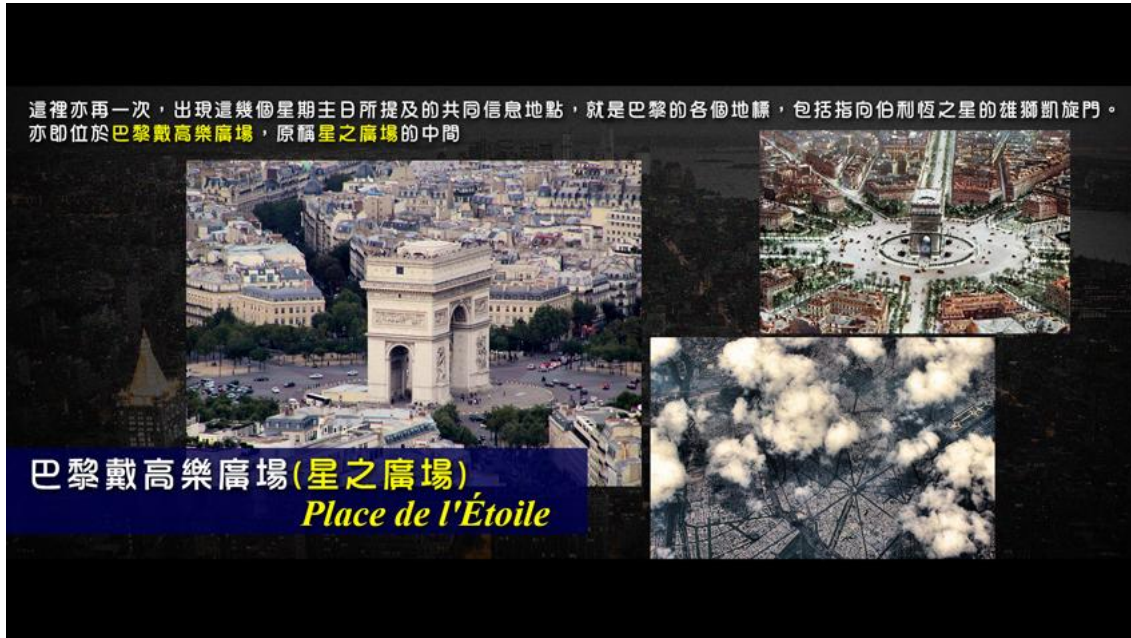 這裡亦再一次，出現這幾個星期主日所提及的共同信息地點，就是巴黎的各個地標，包括指向伯利恆之星的雄獅凱旋門。
亦即位於巴黎戴高樂廣場，原稱星之廣場的中間
巴黎戴高樂廣場(星之廣場)
Place de l'Étoile